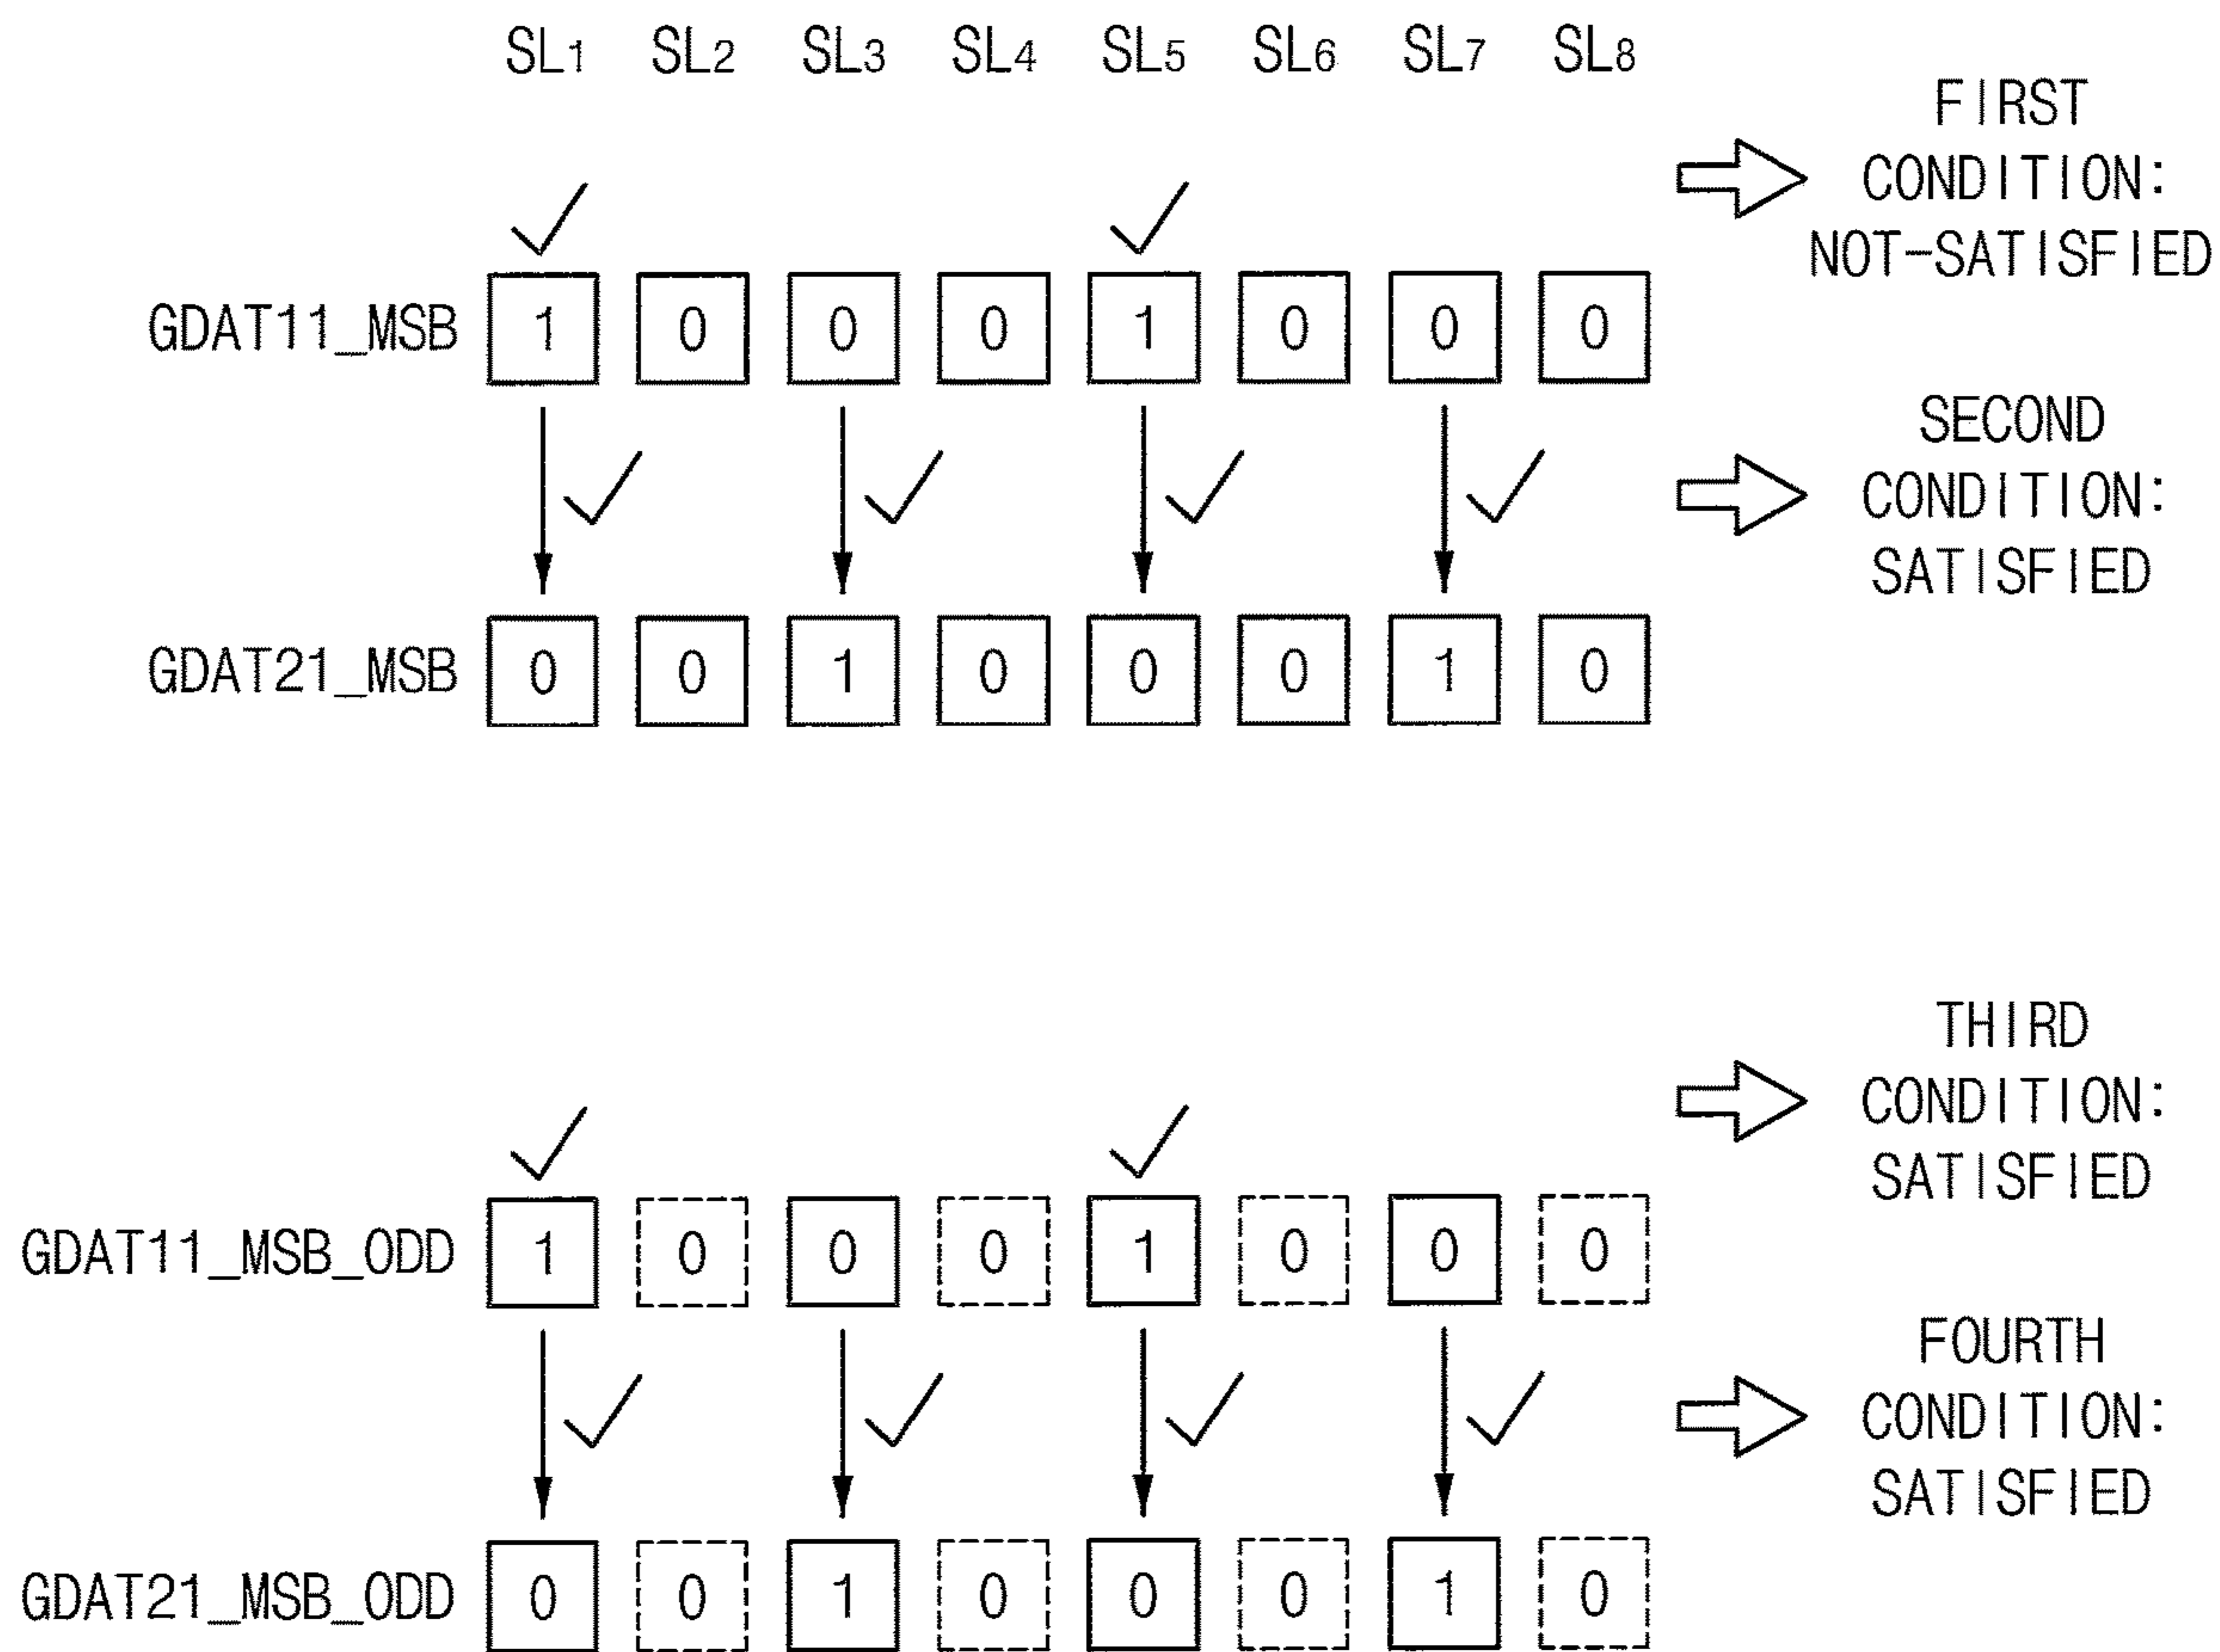 SL1 SL2 SL3 SL4 SL5 SL6 SL7 SL8
FIRST
CONDITION:
NOT-SATISFIED
GDAT11_MSB 1 0 0 0 1 0 0 0
SECOND
CONDITION:
SATISFIED
GDAT21_MSB 0 0 1 0 0 0 1 0
THIRD
CONDITION:
SATISFIED
GDAT11_MSB_ODD 1 0 0 0 1 0 0 0
FOURTH
CONDITION:
SATISFIED
GDAT21_MSB_ODD 0 0 1 0 0 0 1 0